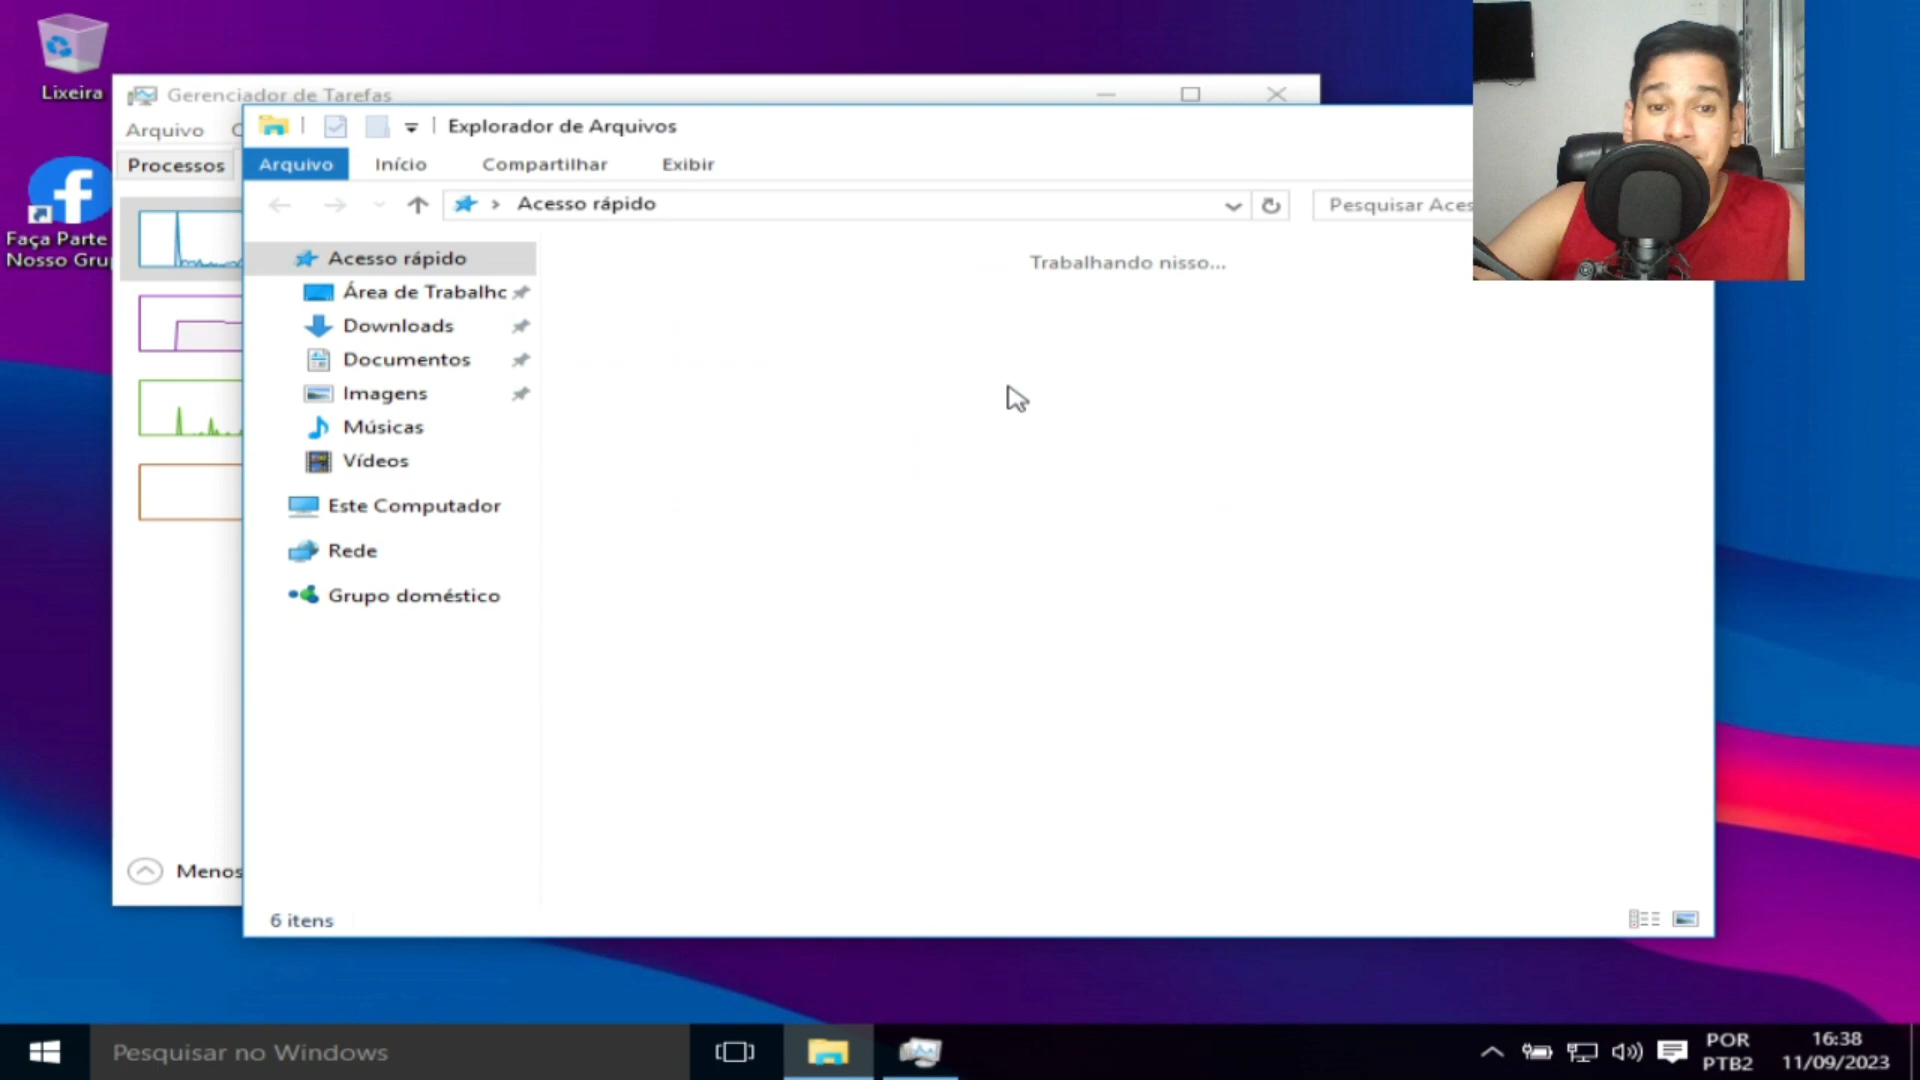 Lixeira
Faça Parte
Nosso Gru
Gerenciador de Tarefas
Arquivo
Processos
Menos
Explorador de Arquivos
Arquivo Início Compartilhar Exibir
Acesso rápido
Pesquisar Aces
Acesso rápido
Área de Trabalhc
Downloads
Documentos
Imagens
Músicas
Vídeos
Este Computador
Rede
Grupo doméstico
Trabalhando nisso...
6 itens
Pesquisar no Windows
POR
PTB2
16:38
11/09/2023